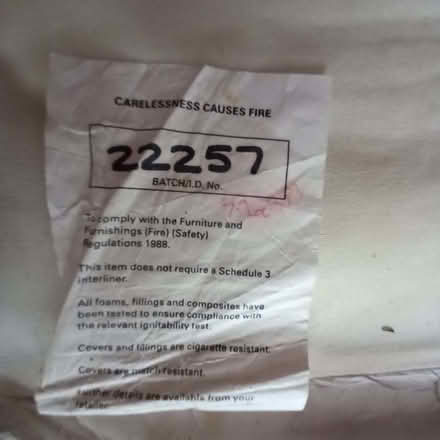 CARELESSNESS CAUSES FIRE
22257
BATCH/I.D. No.
To comply with the Furniture and
Furnishings (Fire) (Safety)
Regulations 1988.
This item does not require a Schedule 3
interliner.
All foams, fillings and composites have
been tested to ensure compliance with
the relevant ignitability test.
Covers and fillings are cigarette resistant.
Covers are match resistant.
Further details are available from your
retailer